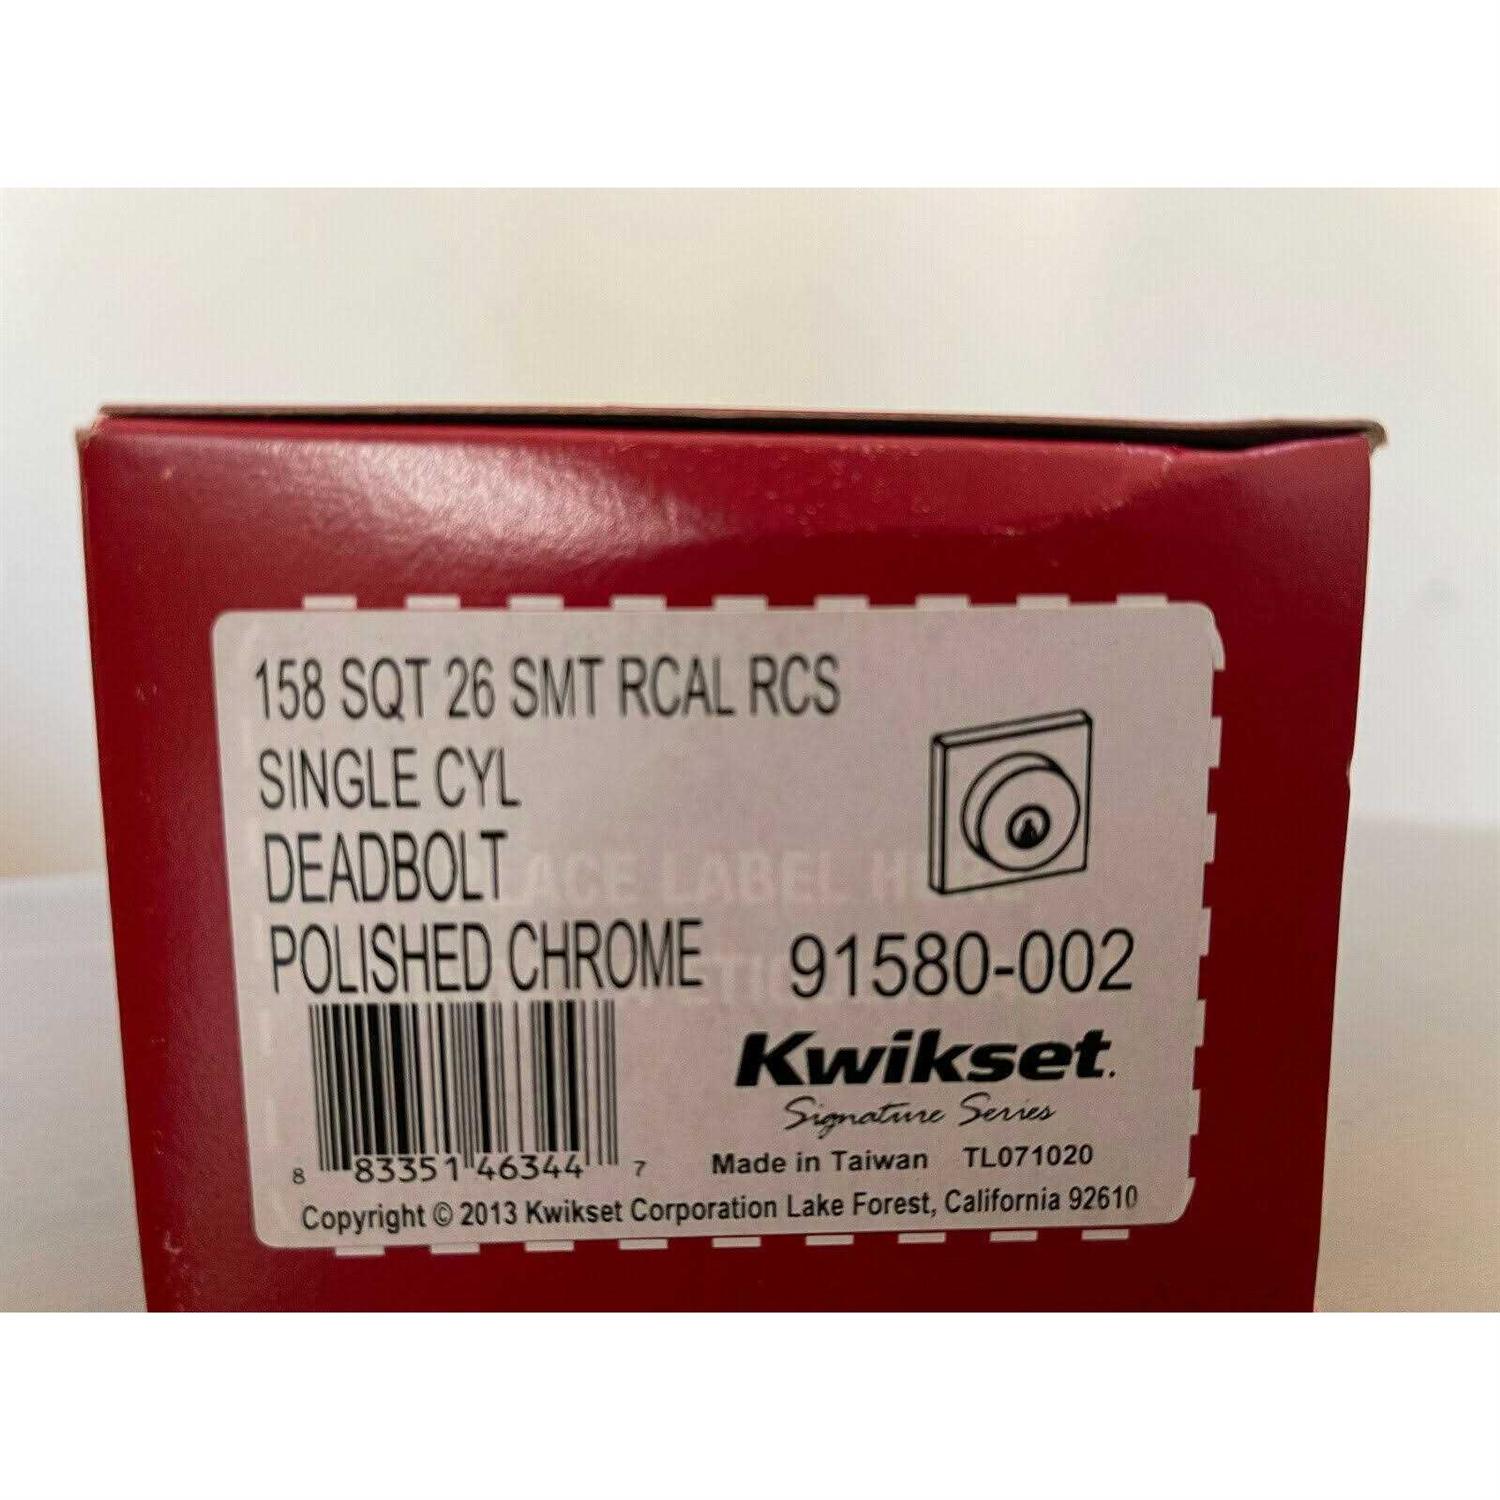 158 SQT 26 SMT RCAL RCS
SINGLE CYL
DEADBOLT
LABEL
POLISHED CHROME
91580-002
Kwikset.
Signature Series
8 83351 46344 7
Made in Taiwan TL071020
Copyright © 2013 Kwikset Corporation Lake Forest, California 92610